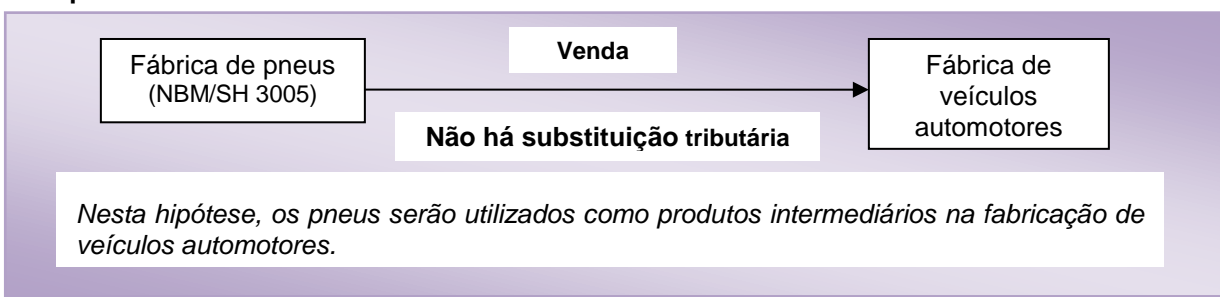 Fábrica de pneus
(NBM/SH 3005)
Venda
Não há substituição tributária
Fábrica de
veículos
automotores
Nesta hipótese, os pneus serão utilizados como produtos intermediários na fabricação de
veículos automotores.